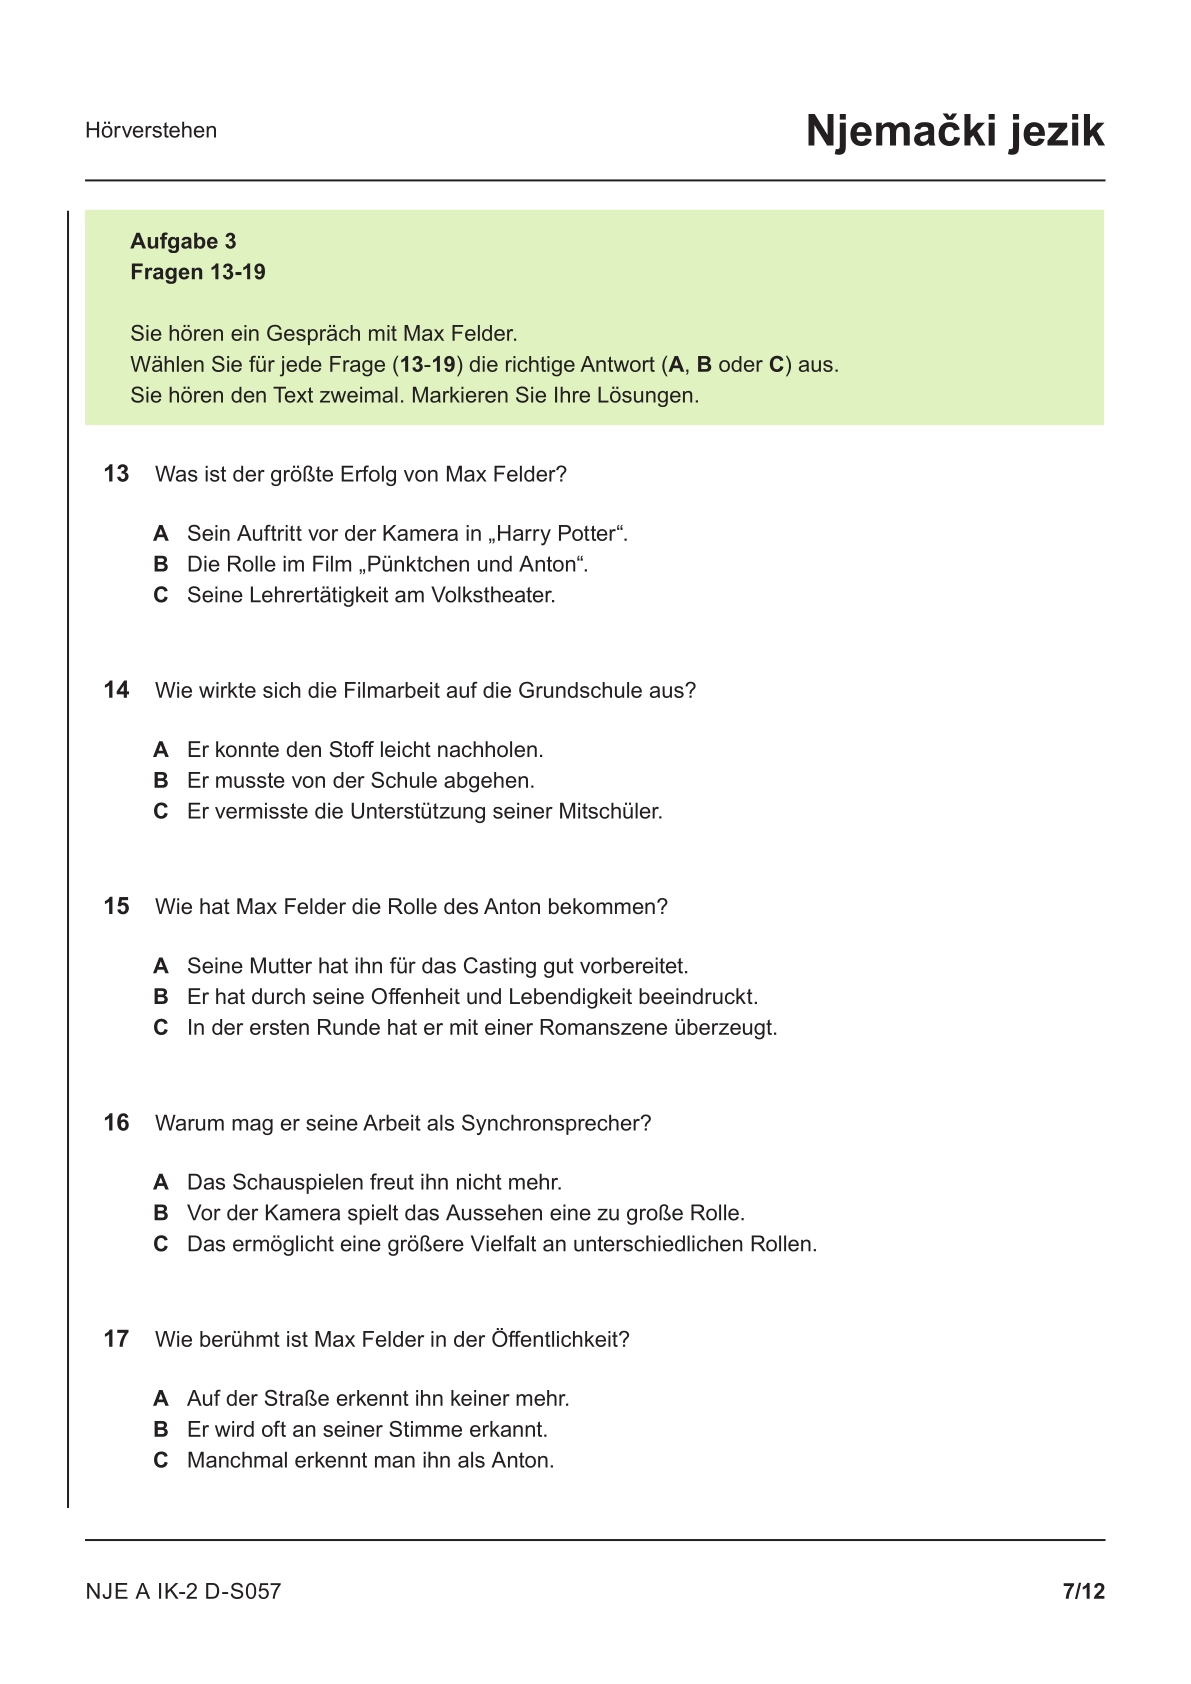 Hörverstehen
Njemački jezik
Aufgabe 3
Fragen 13-19
Sie hören ein Gespräch mit Max Felder.
Wählen Sie für jede Frage (13-19) die richtige Antwort (A, B oder C) aus.
Sie hören den Text zweimal. Markieren Sie Ihre Lösungen.
13 Was ist der größte Erfolg von Max Felder?
A Sein Auftritt vor der Kamera in „Harry Potter“.
B Die Rolle im Film „Pünktchen und Anton“.
C Seine Lehrertätigkeit am Volkstheater.
14 Wie wirkte sich die Filmarbeit auf die Grundschule aus?
A Er konnte den Stoff leicht nachholen.
B Er musste von der Schule abgehen.
C Er vermisste die Unterstützung seiner Mitschüler.
15 Wie hat Max Felder die Rolle des Anton bekommen?
A Seine Mutter hat ihn für das Casting gut vorbereitet.
B Er hat durch seine Offenheit und Lebendigkeit beeindruckt.
C In der ersten Runde hat er mit einer Romanszene überzeugt.
16 Warum mag er seine Arbeit als Synchronsprecher?
A Das Schauspielen freut ihn nicht mehr.
B Vor der Kamera spielt das Aussehen eine zu große Rolle.
C Das ermöglicht eine größere Vielfalt an unterschiedlichen Rollen.
17 Wie berühmt ist Max Felder in der Öffentlichkeit?
A Auf der Straße erkennt ihn keiner mehr.
B Er wird oft an seiner Stimme erkannt.
C Manchmal erkennt man ihn als Anton.
NJE A IK-2 D-S057
7/12